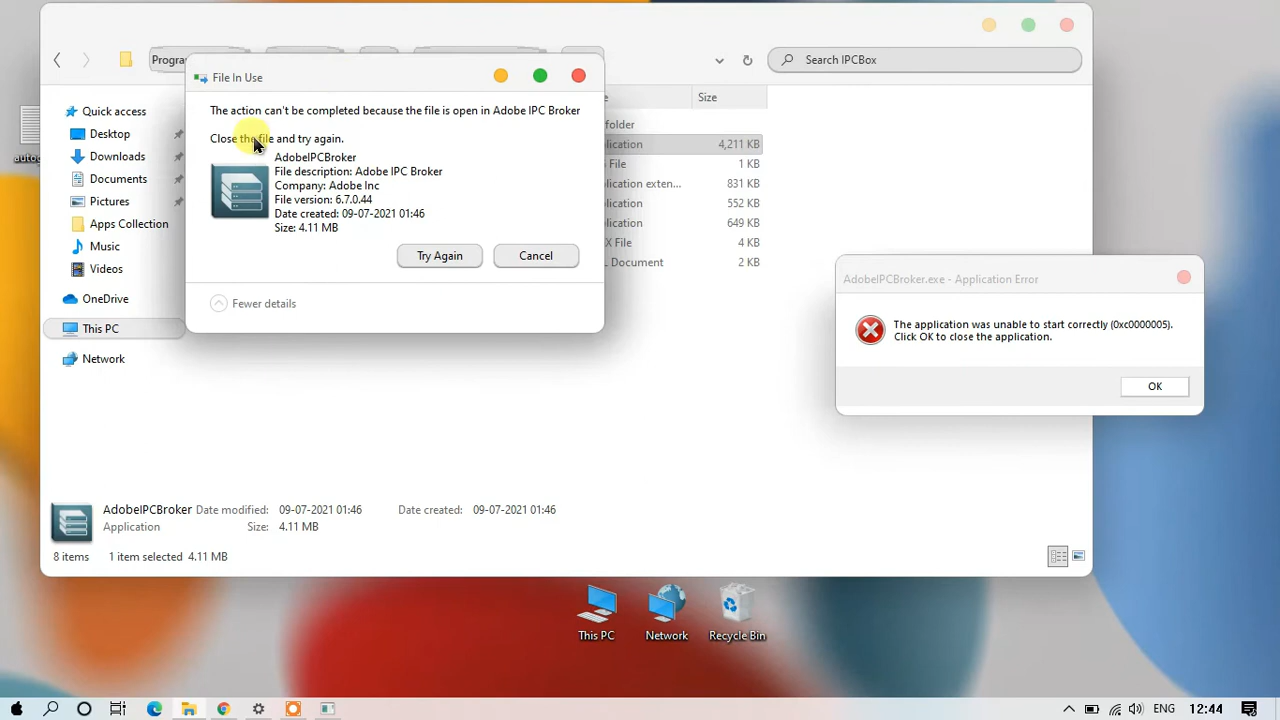 Progra
Search IPCBox
File In Use
The action can't be completed because the file is open in Adobe IPC Broker
Close the file and try again.
AdobeIPCBroker
File description: Adobe IPC Broker
Company: Adobe Inc
File version: 6.7.0.44
Date created: 09-07-2021 01:46
Size: 4.11 MB
Try Again
Cancel
Fewer details
Quick access
Desktop
Downloads
Documents
Pictures
Apps Collection
Music
Videos
OneDrive
This PC
Network
autog
e Size
folder
lication 4,211 KB
File 1 KB
lication exten... 831 KB
lication 552 KB
lication 649 KB
X File 4 KB
L Document 2 KB
AdobeIPCBroker.exe - Application Error
The application was unable to start correctly (0xc0000005).
Click OK to close the application.
OK
AdobeIPCBroker Date modified: 09-07-2021 01:46 Date created: 09-07-2021 01:46
Application Size: 4.11 MB
8 items 1 item selected 4.11 MB
This PC
Network
Recycle Bin
ENG 12:44